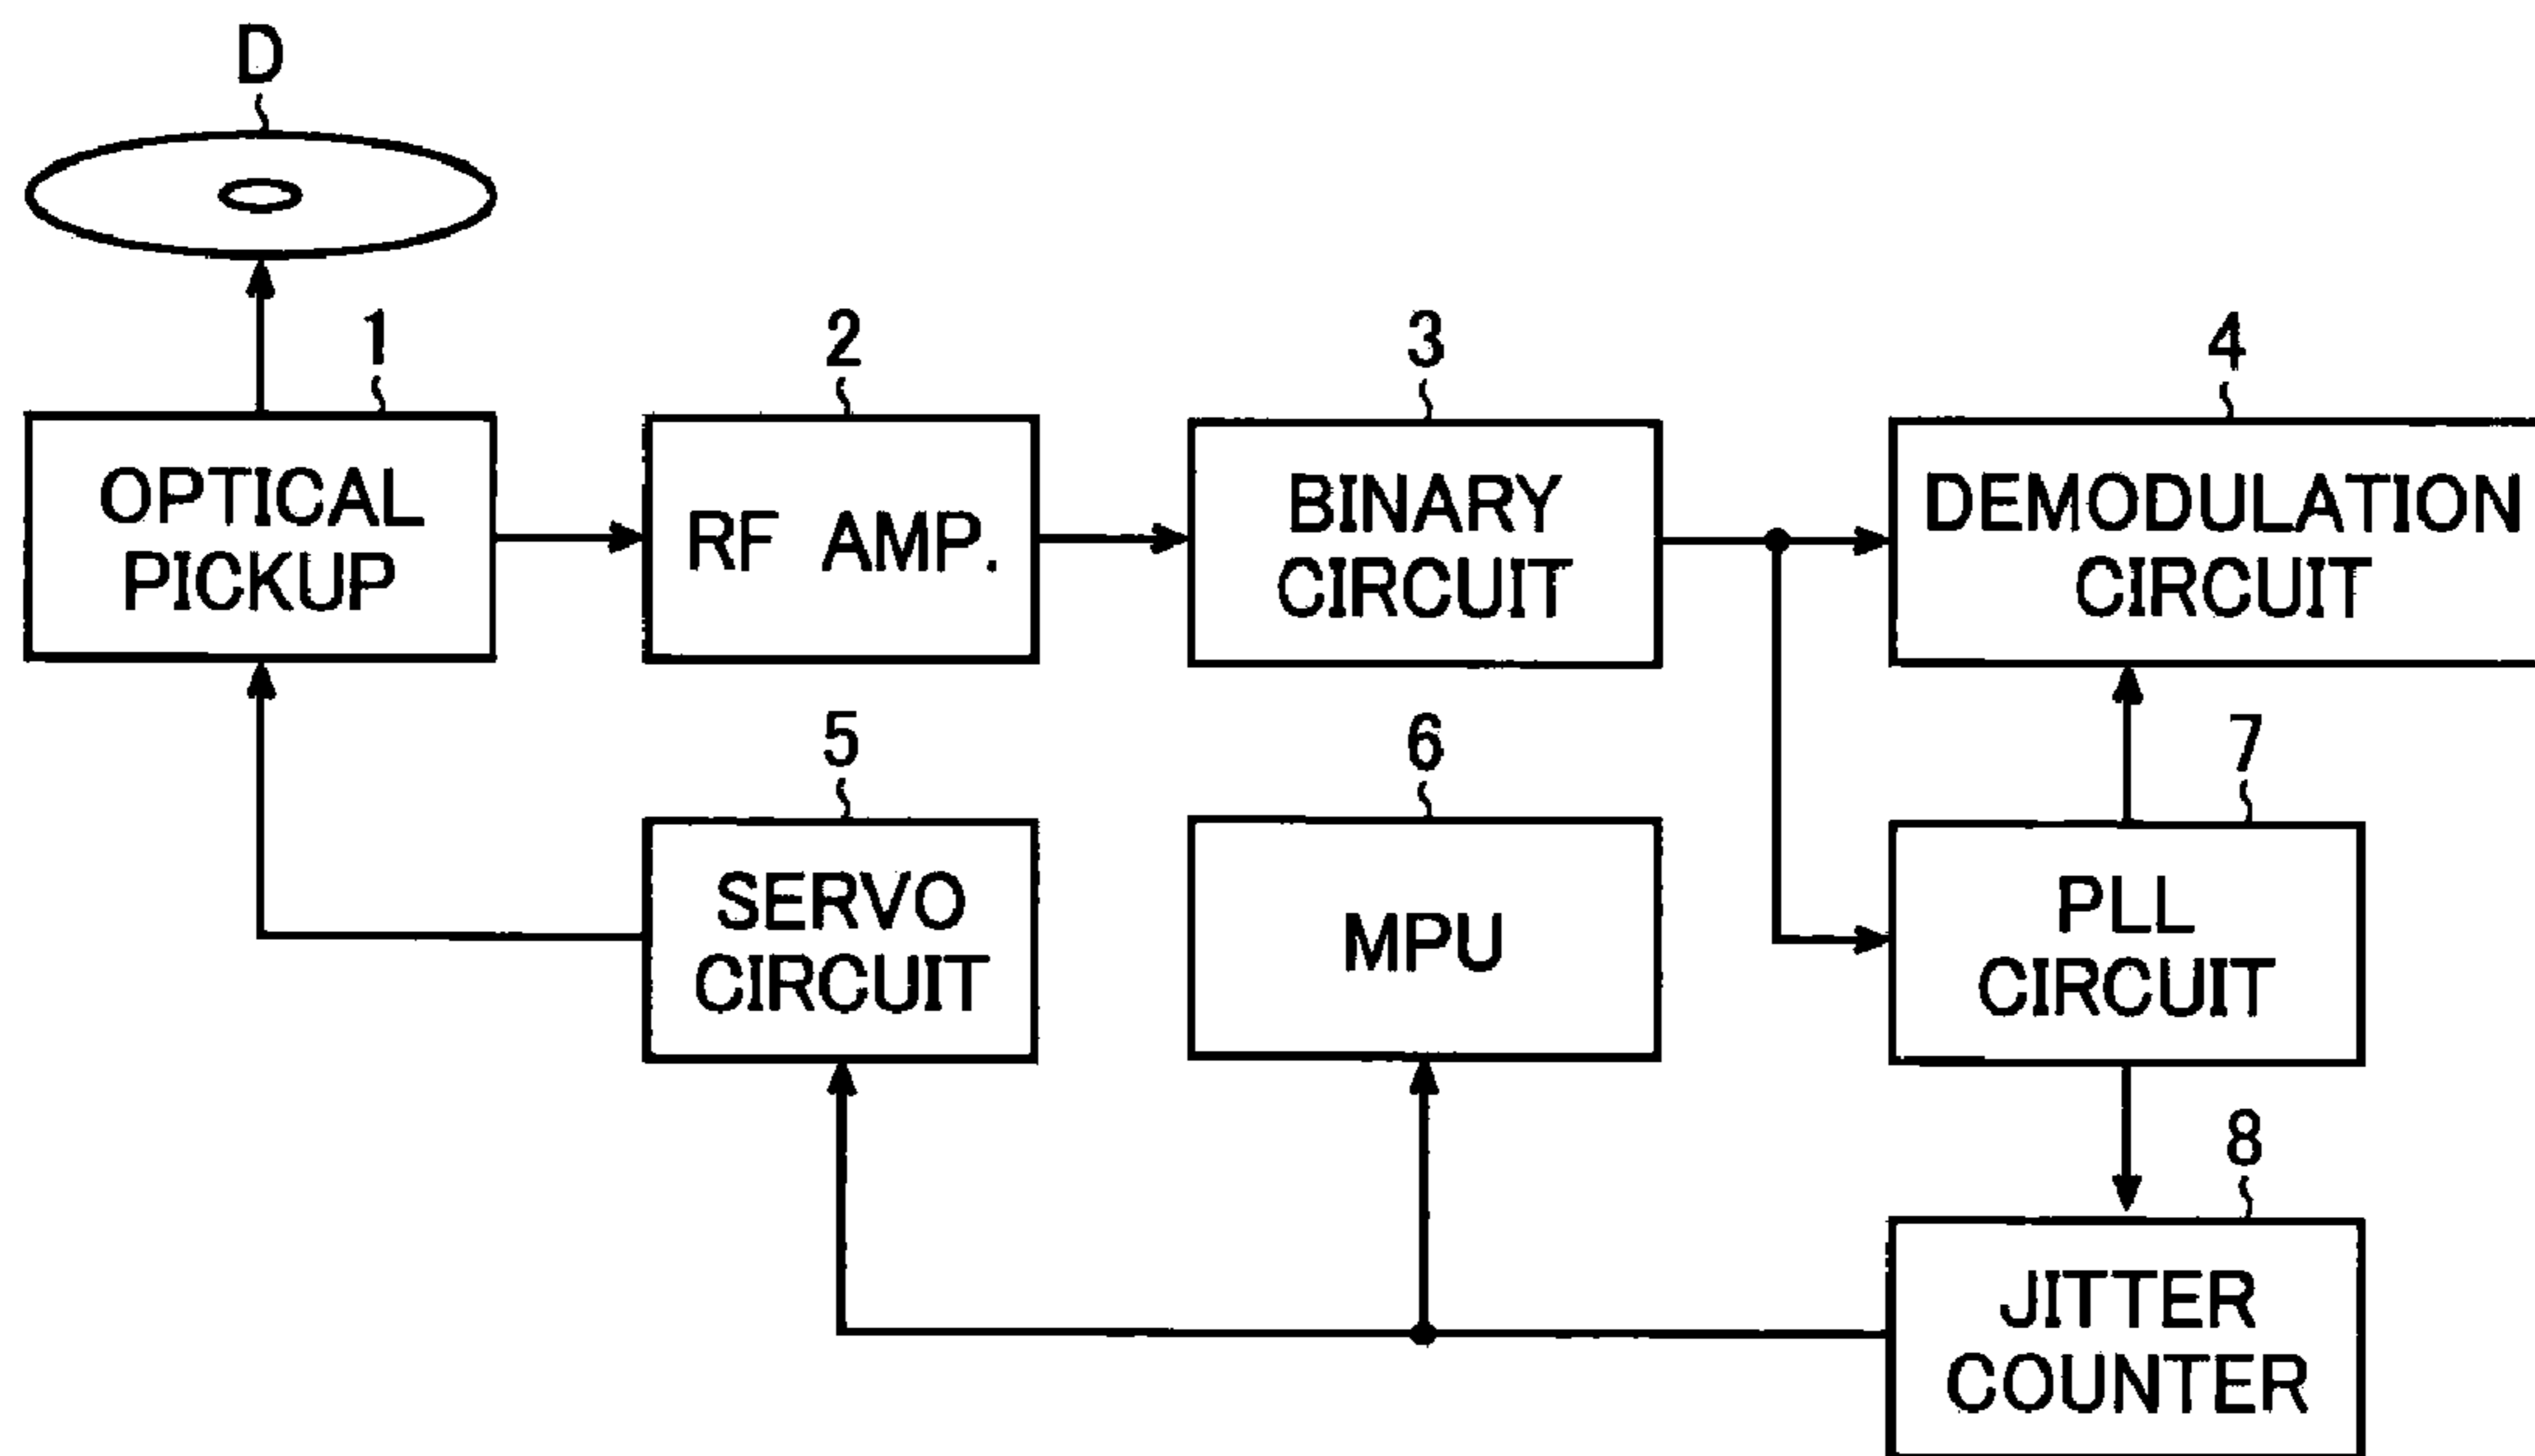 D
1
2
3
4
OPTICAL
PICKUP
RF AMP.
BINARY
CIRCUIT
DEMODULATION
CIRCUIT
5
6
7
SERVO
CIRCUIT
MPU
PLL
CIRCUIT
8
JITTER
COUNTER